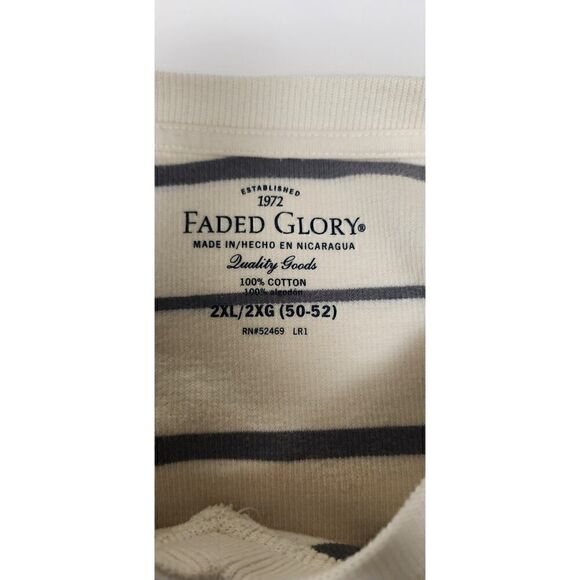 ESTABLISHED
1972
FADED GLORY®
MADE IN/HECHO EN NICARAGUA
Quality Goods
100% COTTON
100% algodón
2XL/2XG (50-52)
RN#52469 LR1